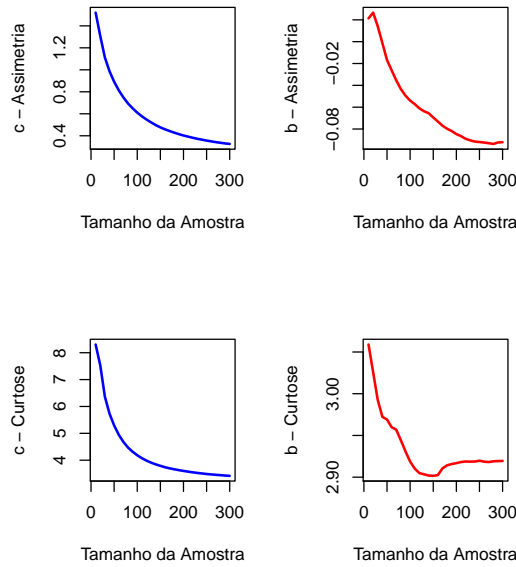 c − Assimetria
0.4 0.8 1.2
0 100 200 300
Tamanho da Amostra
b − Assimetria
−0.08 −0.02
0 100 200 300
Tamanho da Amostra
c − Curtose
4 5 6 7 8
0 100 200 300
Tamanho da Amostra
b − Curtose
2.90 3.00
0 100 200 300
Tamanho da Amostra